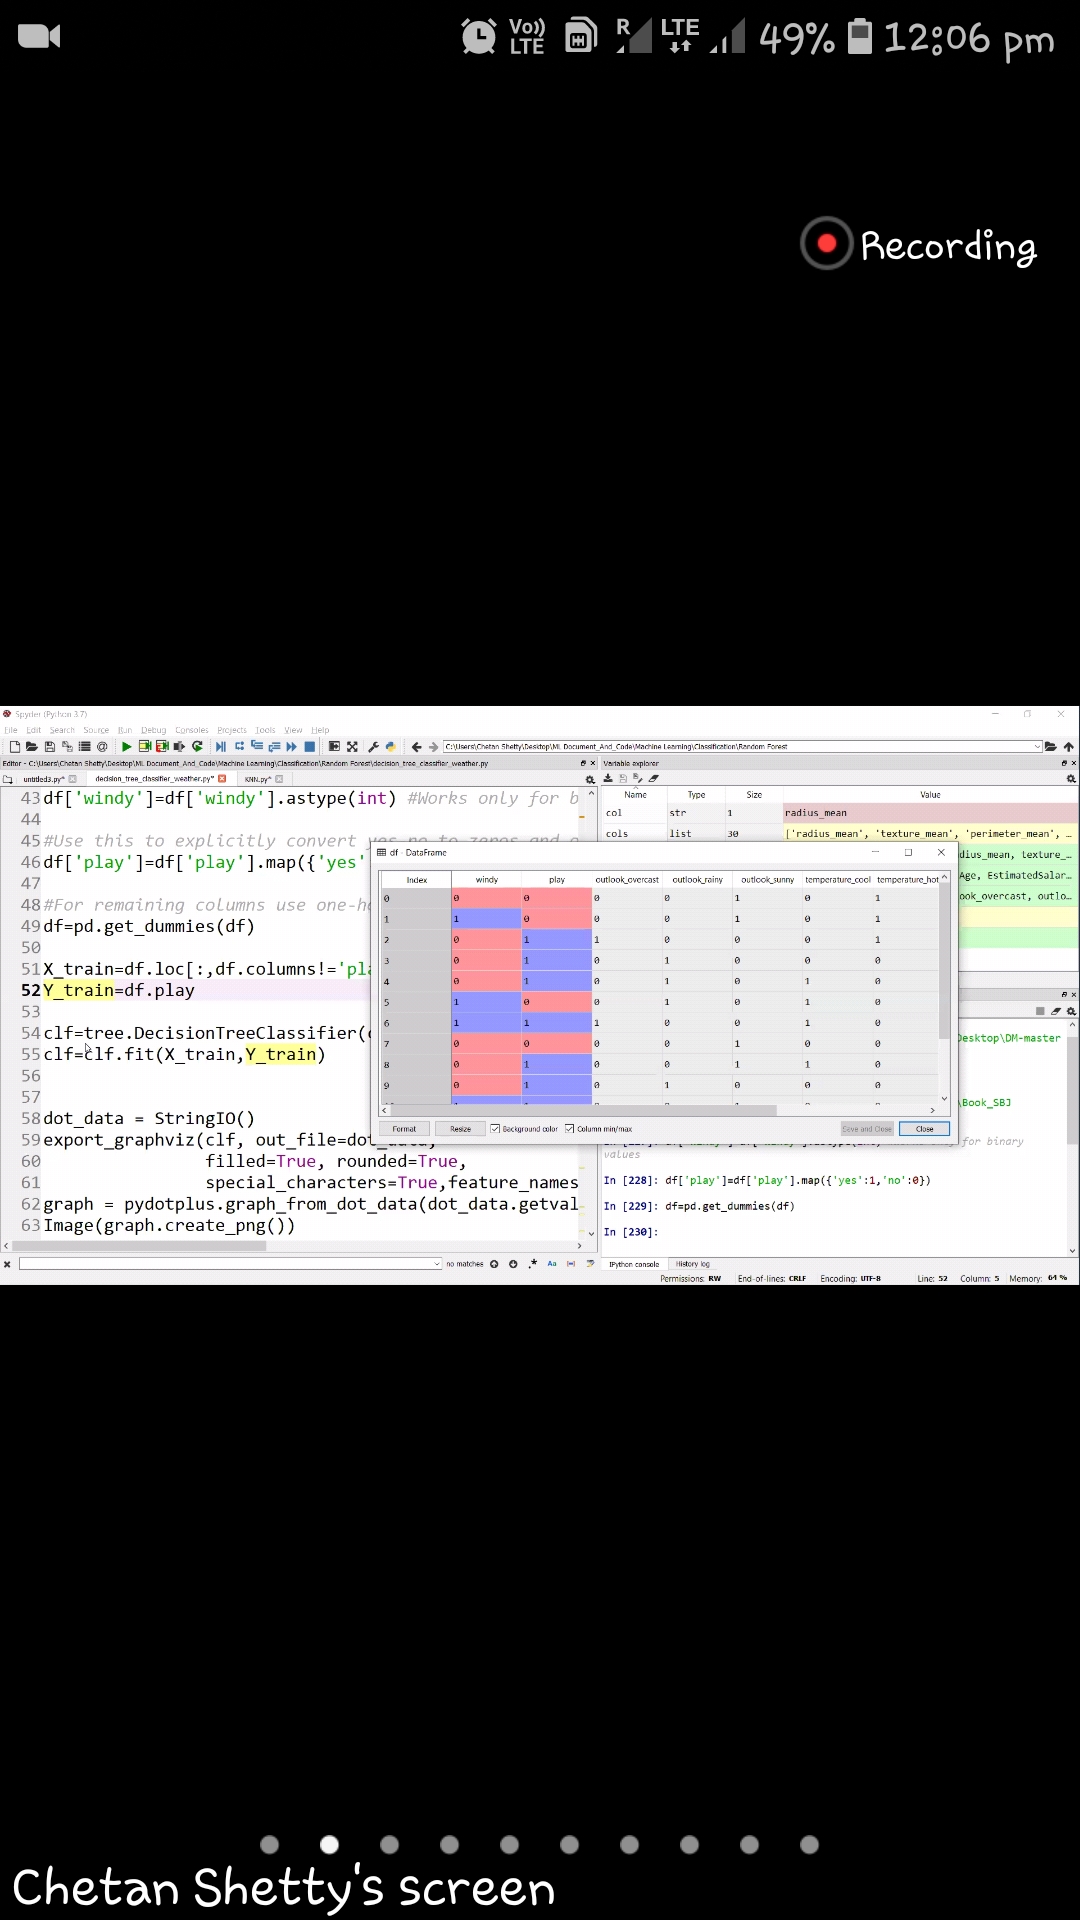 Vo)) LTE R LTE 49% 12:06 pm
Recording
Spyder (Python 3.7)
File Edit Search Source Run Debug Consoles Projects Tools View Help
C:\Users\Chetan Shetty\Desktop\ML Document_And_Code\Machine Learning\Classification\Random Forest
Editor - C:\Users\Chetan Shetty\Desktop\ML Document_And_Code\Machine Learning\Classification\Random Forest\decision_tree_classifier_weather.py
untitled3.py* decision_tree_classifier_weather.py* KNN.py*
43 df['windy']=df['windy'].astype(int) #Works only for b
44
45 #Use this to explicitly convert yes no to zeroes and o
46 df['play']=df['play'].map({'yes'
47
48 #For remaining columns use one-h
49 df=pd.get_dummies(df)
50
51 X_train=df.loc[:,df.columns!='pla
52 Y_train=df.play
53
54 clf=tree.DecisionTreeClassifier(
55 clf=clf.fit(X_train,Y_train)
56
57
58 dot_data = StringIO()
59 export_graphviz(clf, out_file=dot_data,
60 filled=True, rounded=True,
61 special_characters=True,feature_names
62 graph = pydotplus.graph_from_dot_data(dot_data.getval
63 Image(graph.create_png())
no matches Aa
Variable explorer
Name Type Size Value
col str 1 radius_mean
cols list 30 ['radius_mean', 'texture_mean', 'perimeter_mean', ...
dius_mean, texture_...
Age, EstimatedSalar...
ook_overcast, outlo...
df - DataFrame
Index windy play outlook_overcast outlook_rainy outlook_sunny temperature_cool temperature_hot
0 0 0 0 0 1 0 1
1 1 0 0 0 1 0 1
2 0 1 1 0 0 0 1
3 0 1 0 1 0 0 0
4 0 1 0 1 0 1 0
5 1 0 0 1 0 1 0
6 1 1 1 0 0 1 0
7 0 0 0 0 1 0 0
8 0 1 0 0 1 1 0
9 0 1 0 1 0 0 0
Format Resize Background color Column min/max Save and Close Close
Desktop\DM-master
\Book_SBJ
for binary
values
In [228]: df['play']=df['play'].map({'yes':1,'no':0})
In [229]: df=pd.get_dummies(df)
In [230]:
IPython console History log
Permissions: RW End-of-lines: CRLF Encoding: UTF-8 Line: 52 Column: 5 Memory: 64 %
Chetan Shetty's screen